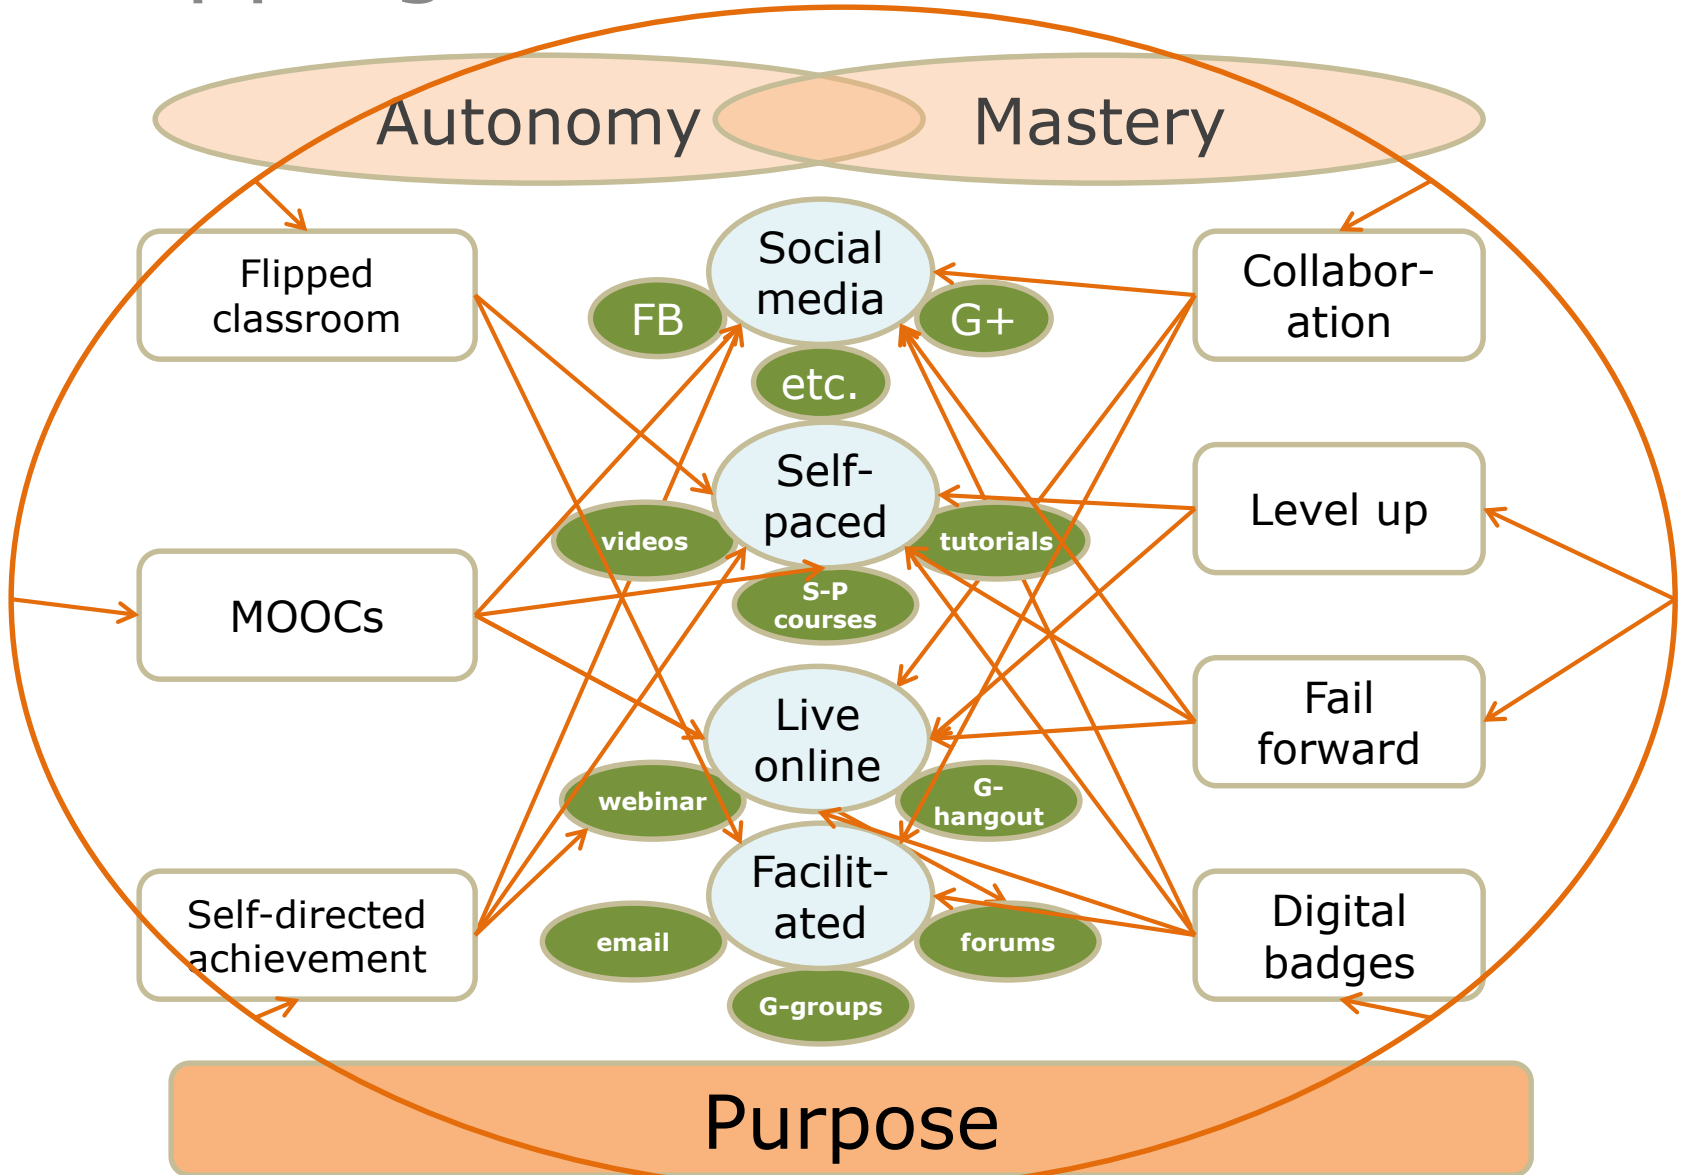 Autonomy
Mastery
Social
media
Flipped
classroom
Collabor-
ation
FB
G+
etc.
Self-
paced
Level up
videos
tutorials
S-P
courses
MOOCs
Live
online
Fail
forward
webinar
G-
hangout
Facilit-
ated
Self-directed
achievement
Digital
badges
email
forums
G-groups
Purpose